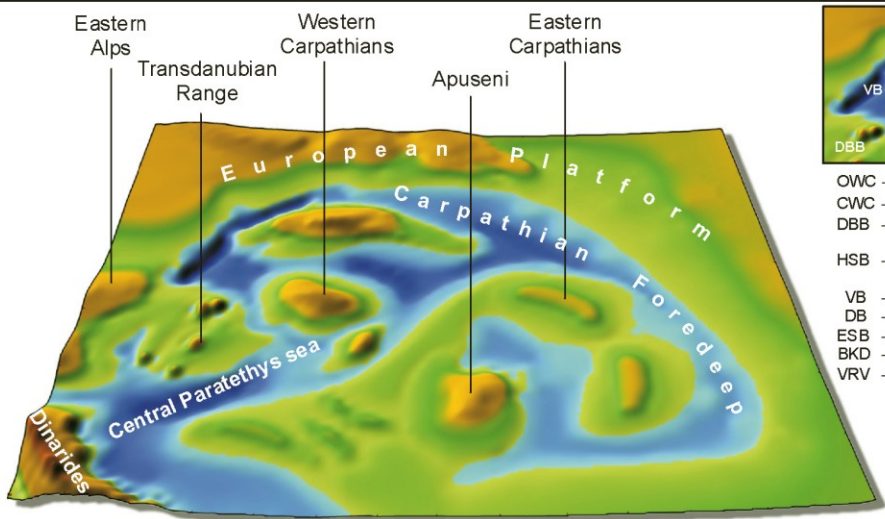 Eastern
Alps
Transdanubian
Range
Western
Carpathians
Apuseni
Eastern
Carpathians
European Platform
Carpathian Foredeep
Central Paratethys sea
Dinarides
VB
DBB
OWC -
CWC -
DBB -
HSB -
VB -
DB -
ESB -
BKD -
VRV -